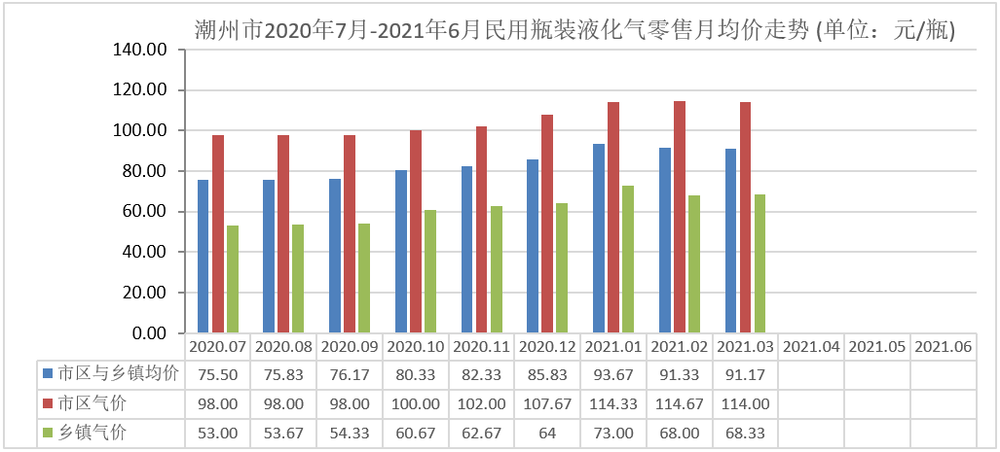 潮州市2020年7月-2021年6月民用瓶装液化气零售月均价走势 (单位：元/瓶)
140.00
120.00
100.00
80.00
60.00
40.00
20.00
0.00
2020.07 2020.08 2020.09 2020.10 2020.11 2020.12 2021.01 2021.02 2021.03 2021.04 2021.05 2021.06
市区与乡镇均价 75.50 75.83 76.17 80.33 82.33 85.83 93.67 91.33 91.17
市区气价 98.00 98.00 98.00 100.00 102.00 107.67 114.33 114.67 114.00
乡镇气价 53.00 53.67 54.33 60.67 62.67 64 73.00 68.00 68.33